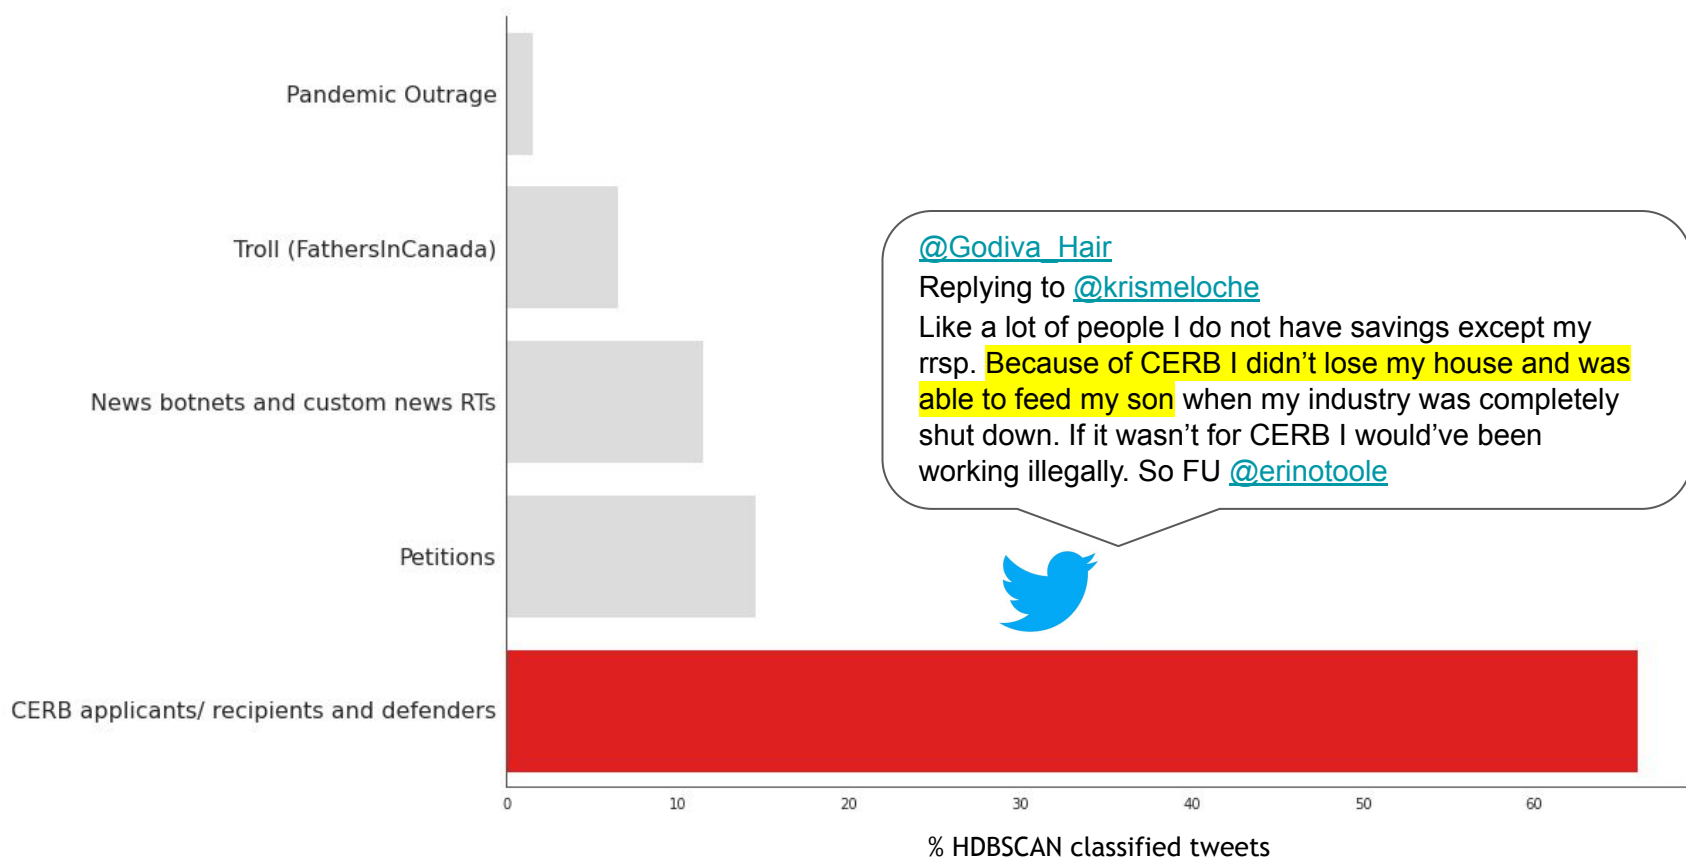 Pandemic Outrage
Troll (FathersInCanada)
News botnets and custom news RTs
Petitions
CERB applicants/ recipients and defenders
@Godiva_Hair
Replying to @krismeloche
Like a lot of people I do not have savings except my
rrsp. Because of CERB I didn’t lose my house and was
able to feed my son when my industry was completely
shut down. If it wasn’t for CERB I would’ve been
working illegally. So FU @erinotoole
0 10 20 30 40 50 60
% HDBSCAN classified tweets